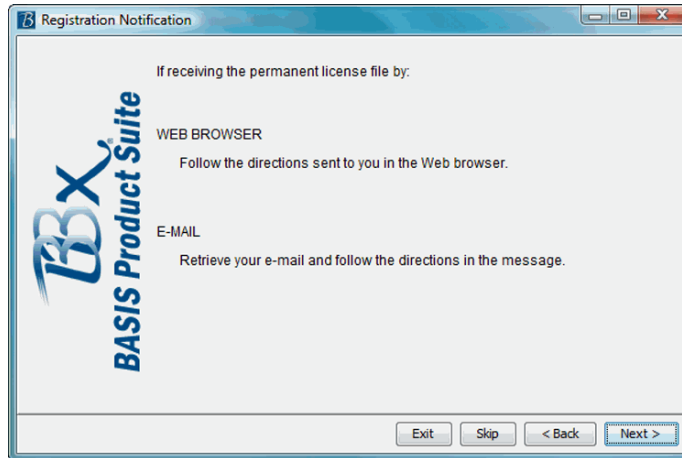 Registration Notification
If receiving the permanent license file by:
WEB BROWSER
Follow the directions sent to you in the Web browser.
E-MAIL
Retrieve your e-mail and follow the directions in the message.
BBx
BASIS Product Suite
Exit
Skip
< Back
Next >